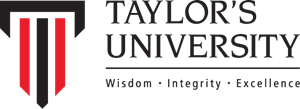 TAYLOR'S
UNIVERSITY
Wisdom · Integrity · Excellence